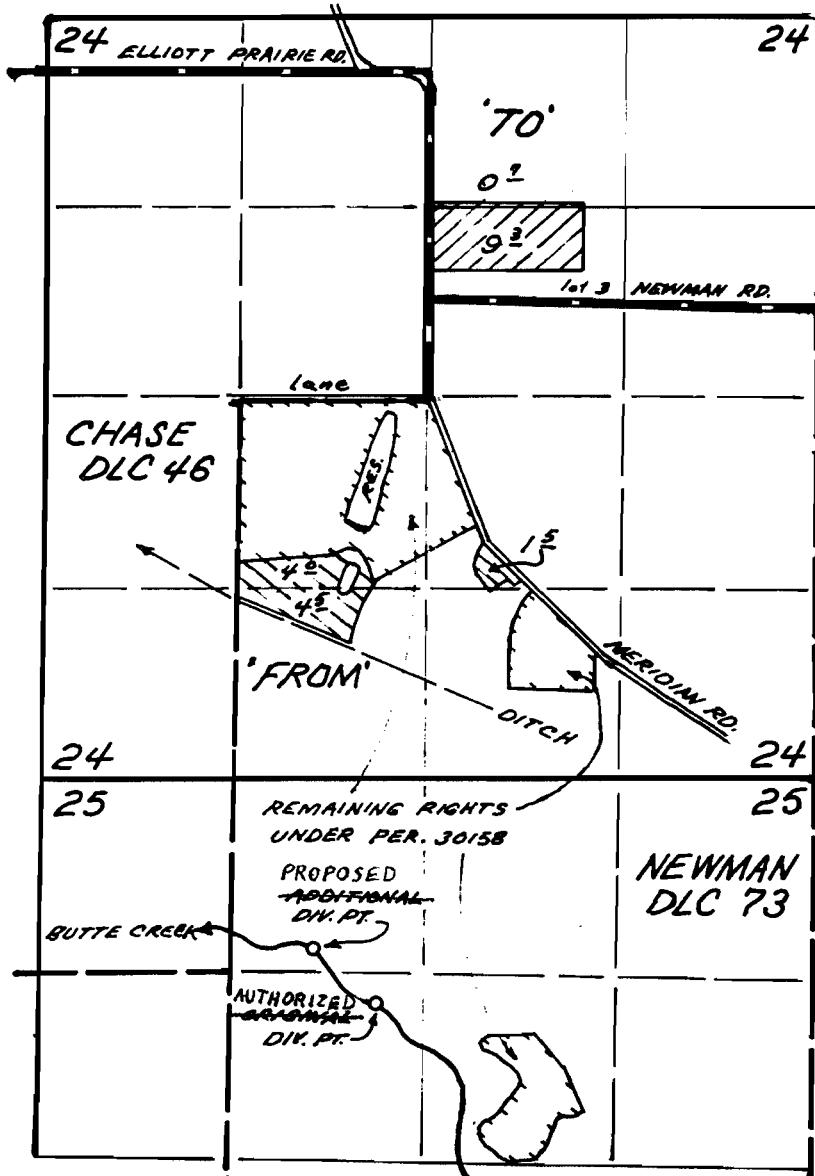 24
24
ELLIOTT PRAIRIE RD.
'TO'
0 7
9 3
lot 3 NEWMAN RD.
lane
CHASE
DLC 46
RES.
1 5
4 0
4 5
'FROM'
MERIDIAN RD.
DITCH
24
24
25
25
REMAINING RIGHTS
UNDER PER. 30158
PROPOSED
ADDITIONAL
DIV. PT.
NEWMAN
DLC 73
BUTTE CREEK
AUTHORIZED
ORIGINAL
DIV. PT.